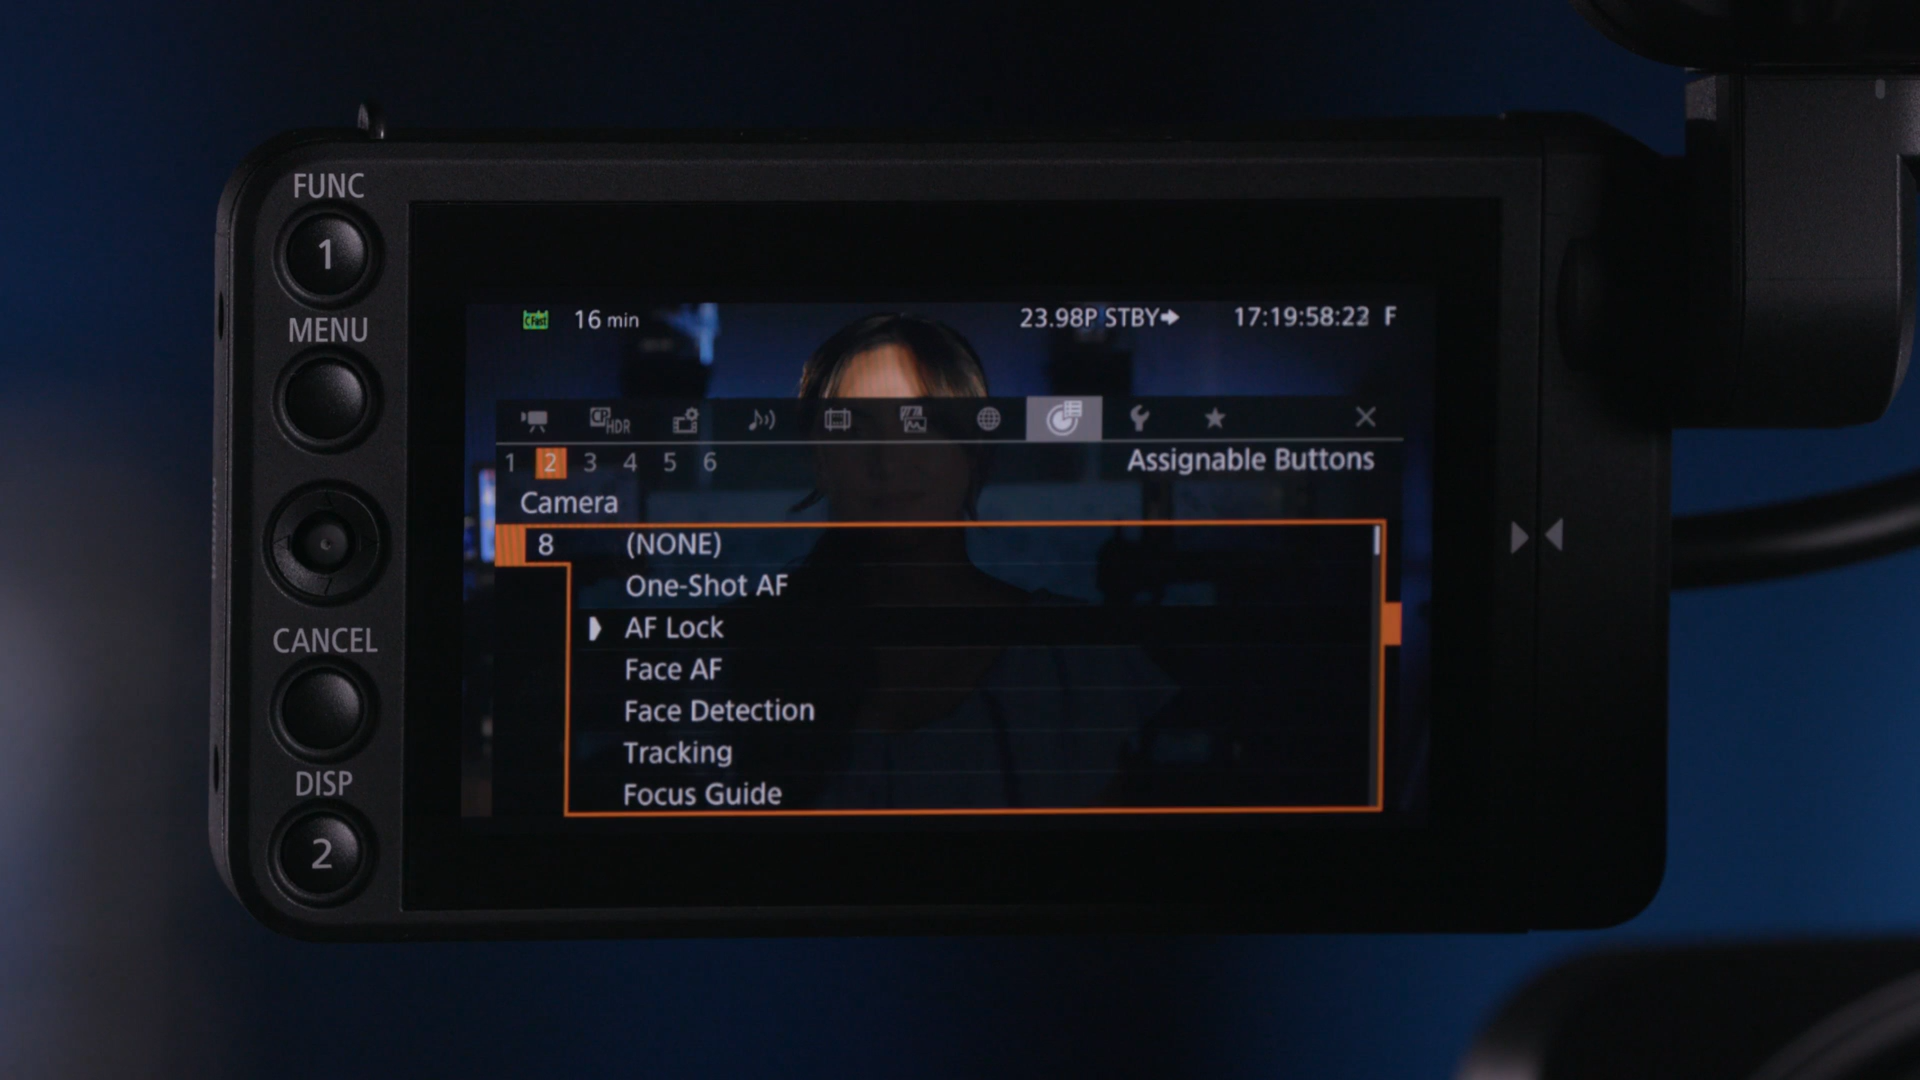 FUNC
1
MENU
CANCEL
DISP
2
16 min
23.98P STBY
17:19:58:22 F
CP HDR
1 2 3 4 5 6
Assignable Buttons
Camera
8 (NONE)
One-Shot AF
AF Lock
Face AF
Face Detection
Tracking
Focus Guide